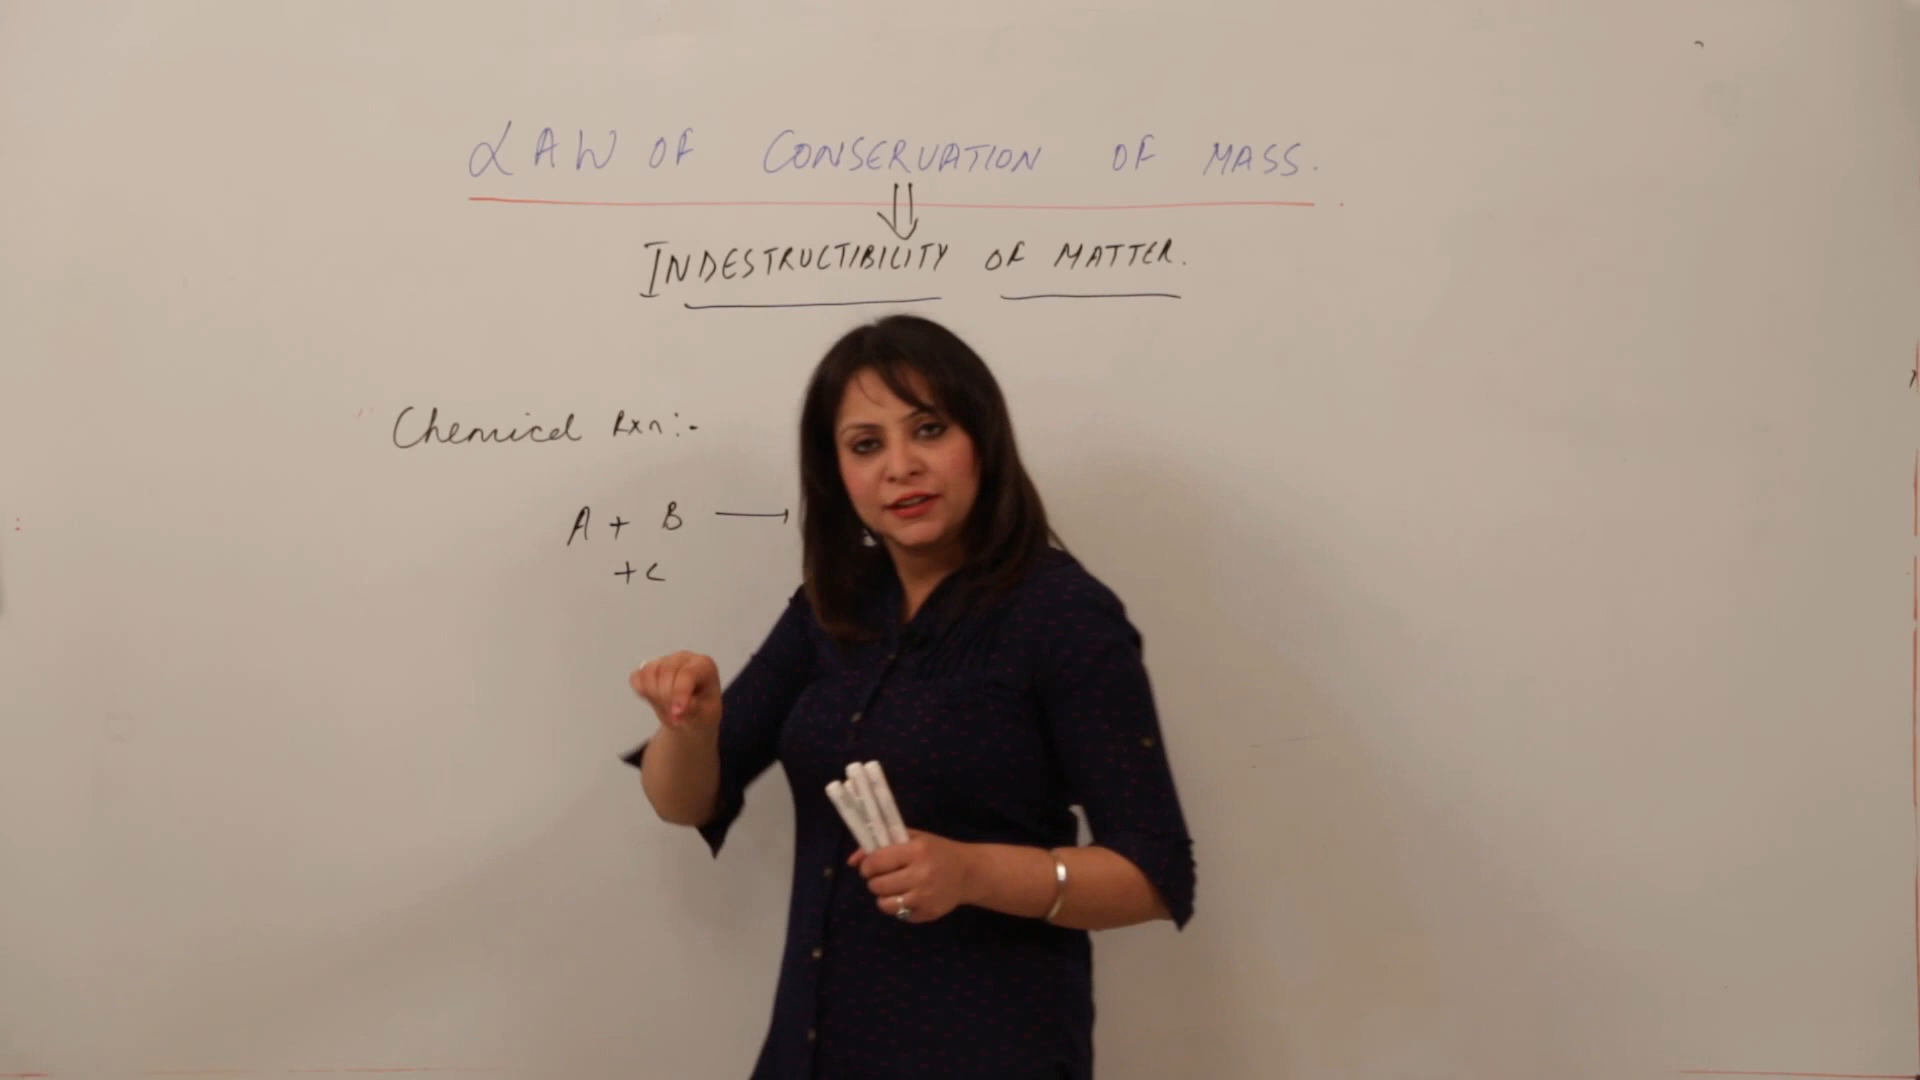 LAW OF CONSERVATION OF MASS.
⇓
INDESTRUCTIBILITY OF MATTER.
Chemical Rxn:-
A + B →
+ C